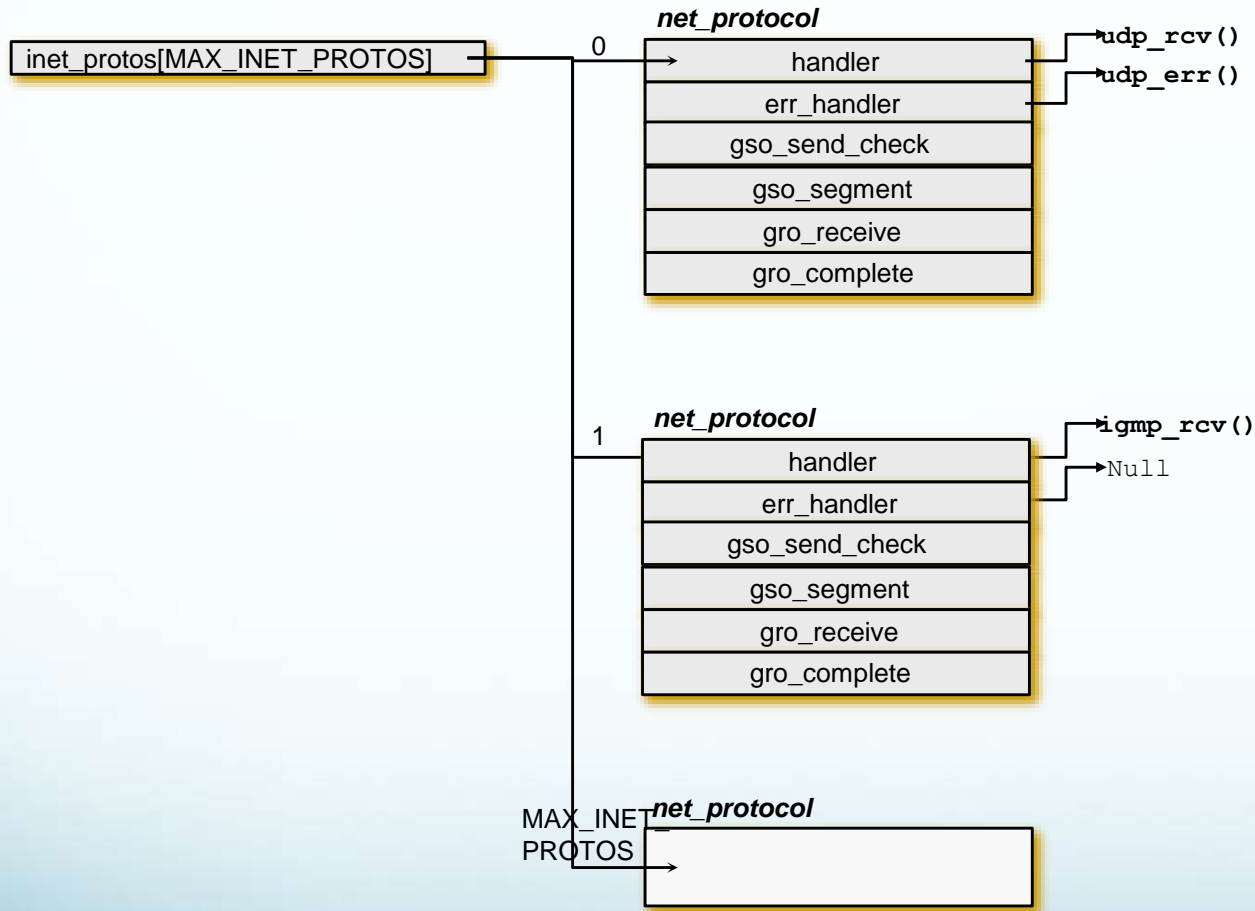 inet_protos[MAX_INET_PROTOS]
0
net_protocol
handler
err_handler
gso_send_check
gso_segment
gro_receive
gro_complete
udp_rcv()
udp_err()
1
net_protocol
handler
err_handler
gso_send_check
gso_segment
gro_receive
gro_complete
igmp_rcv()
Null
MAX_INET_
PROTOS
net_protocol